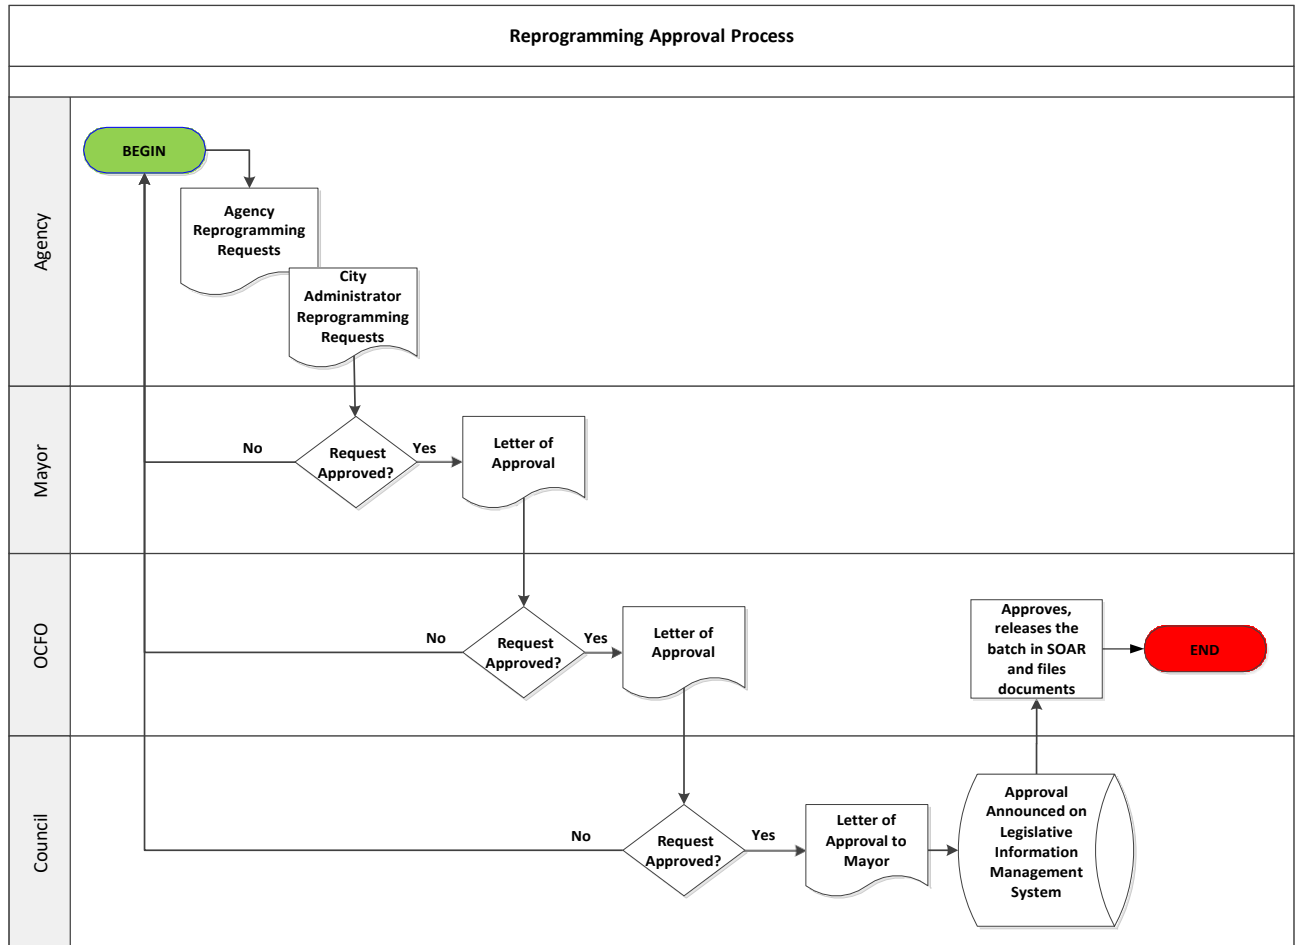 Reprogramming Approval Process
Agency
BEGIN
Agency
Reprogramming
Requests
City
Administrator
Reprogramming
Requests
Mayor
No
Request
Approved?
Yes
Letter of
Approval
OCFO
No
Request
Approved?
Yes
Letter of
Approval
Approves,
releases the
batch in SOAR
and files
documents
END
Council
No
Request
Approved?
Yes
Letter of
Approval to
Mayor
Approval
Announced on
Legislative
Information
Management
System